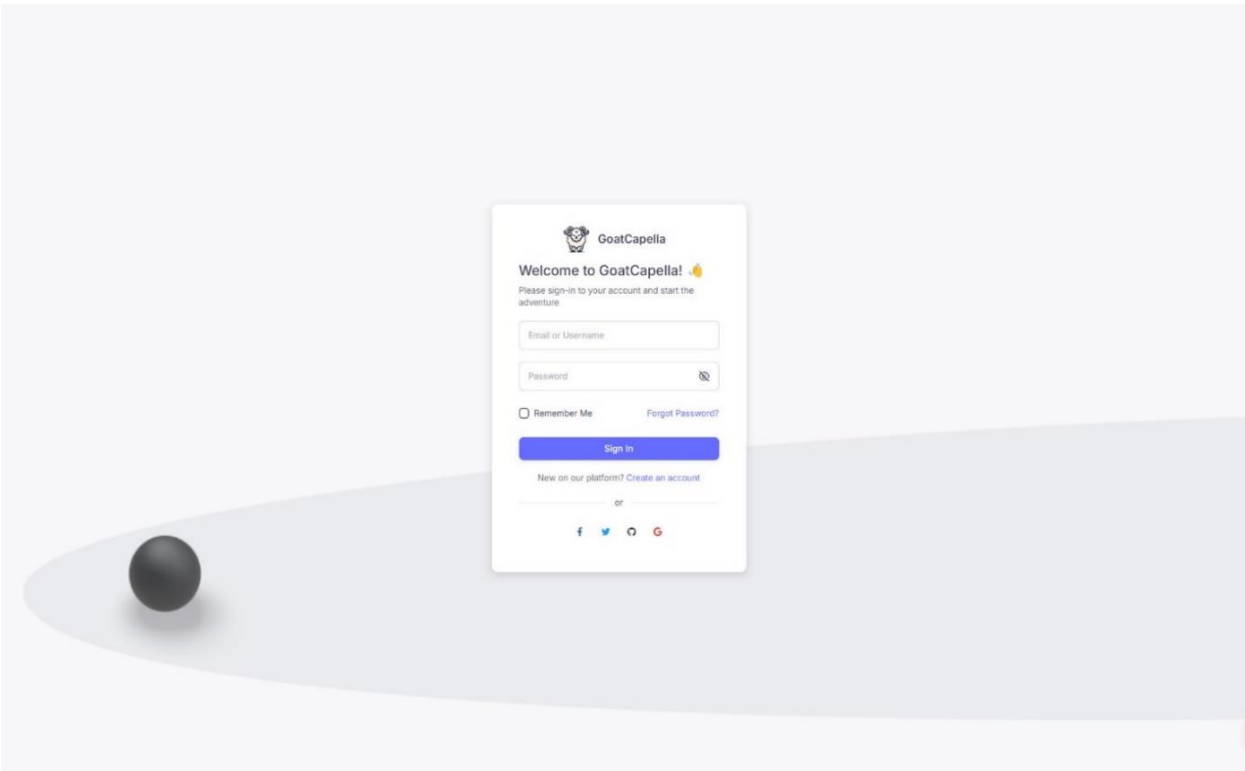 GoatCapella
Welcome to GoatCapella! 👋
Please sign-in to your account and start the
adventure
Email or Username
Password
Remember Me Forgot Password?
Sign In
New on our platform? Create an account
or